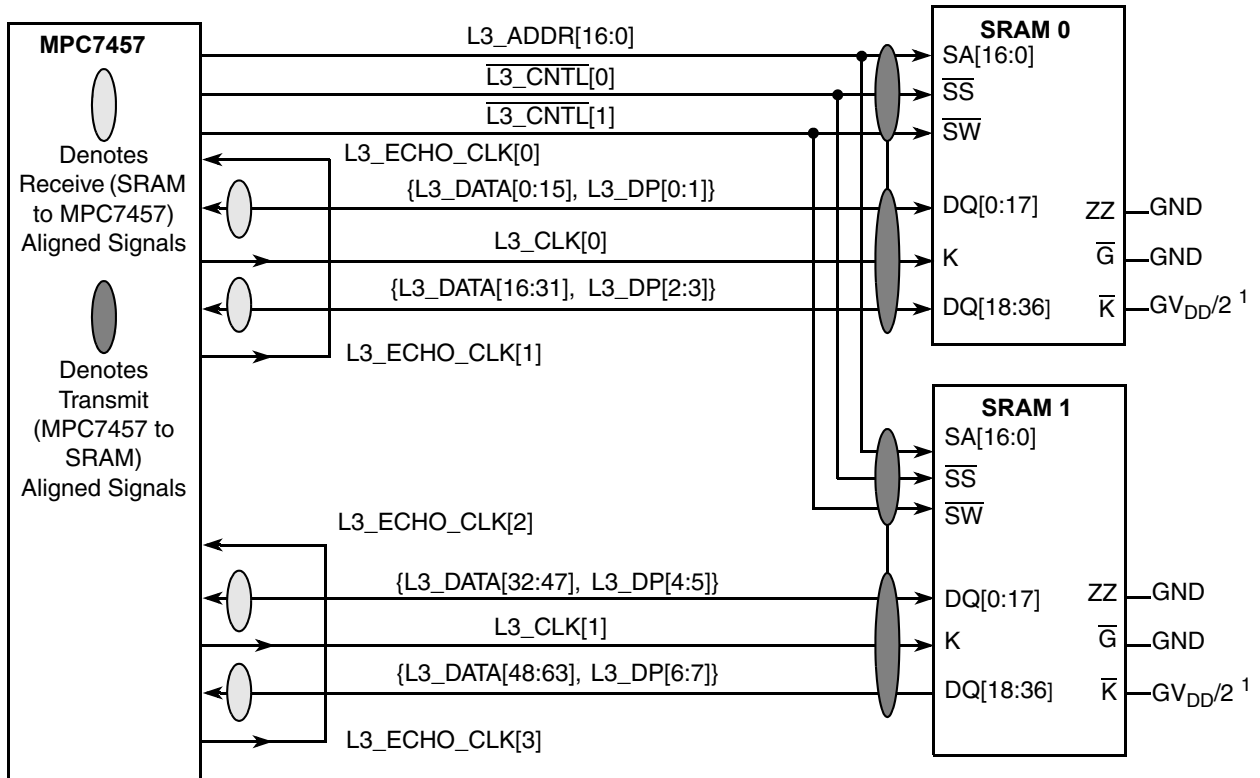 MPC7457
Denotes
Receive (SRAM
to MPC7457)
Aligned Signals
Denotes
Transmit
(MPC7457 to
SRAM)
Aligned Signals
L3_ADDR[16:0]
L3_CNTL[0]
L3_CNTL[1]
L3_ECHO_CLK[0]
{L3_DATA[0:15], L3_DP[0:1]}
L3_CLK[0]
{L3_DATA[16:31], L3_DP[2:3]}
L3_ECHO_CLK[1]
SRAM 0
SA[16:0]
SS
SW
DQ[0:17] ZZ GND
K G GND
DQ[18:36] K GVDD/2 1
L3_ECHO_CLK[2]
{L3_DATA[32:47], L3_DP[4:5]}
L3_CLK[1]
{L3_DATA[48:63], L3_DP[6:7]}
L3_ECHO_CLK[3]
SRAM 1
SA[16:0]
SS
SW
DQ[0:17] ZZ GND
K G GND
DQ[18:36] K GVDD/2 1